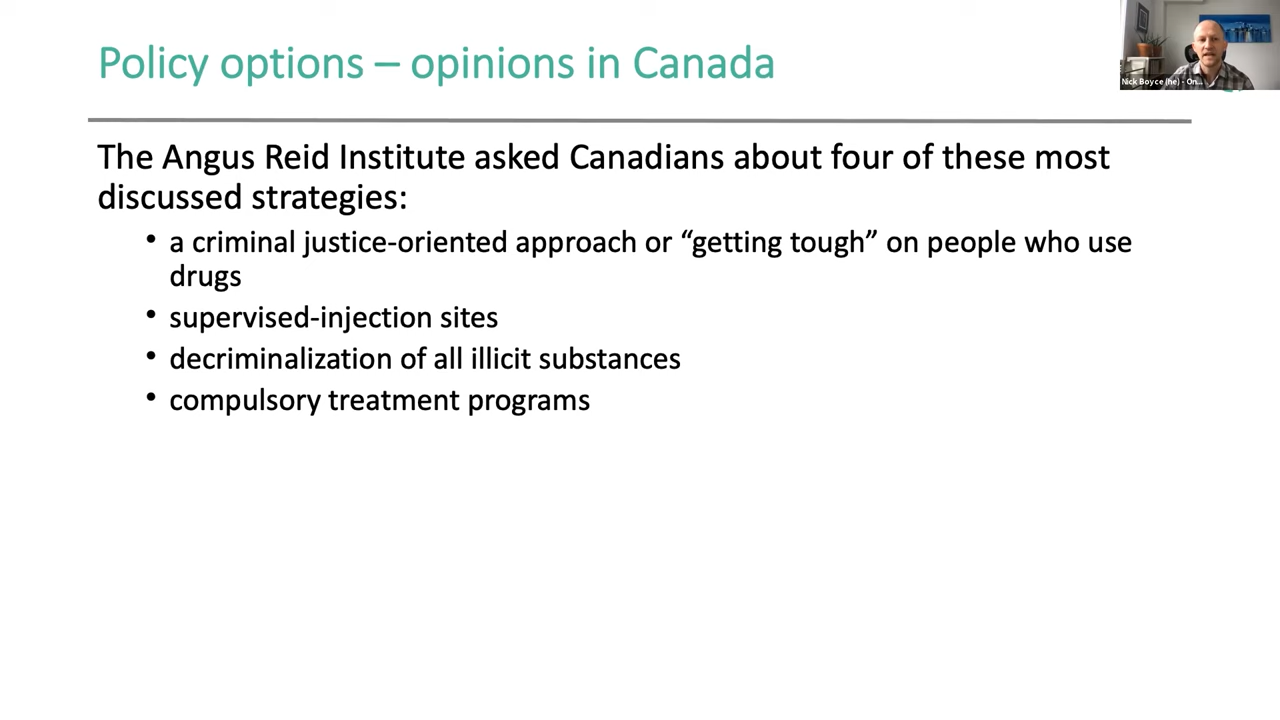 Policy options – opinions in Canada
Nick Boyce (he) - On...
The Angus Reid Institute asked Canadians about four of these most
discussed strategies:
• a criminal justice-oriented approach or “getting tough” on people who use
drugs
• supervised-injection sites
• decriminalization of all illicit substances
• compulsory treatment programs